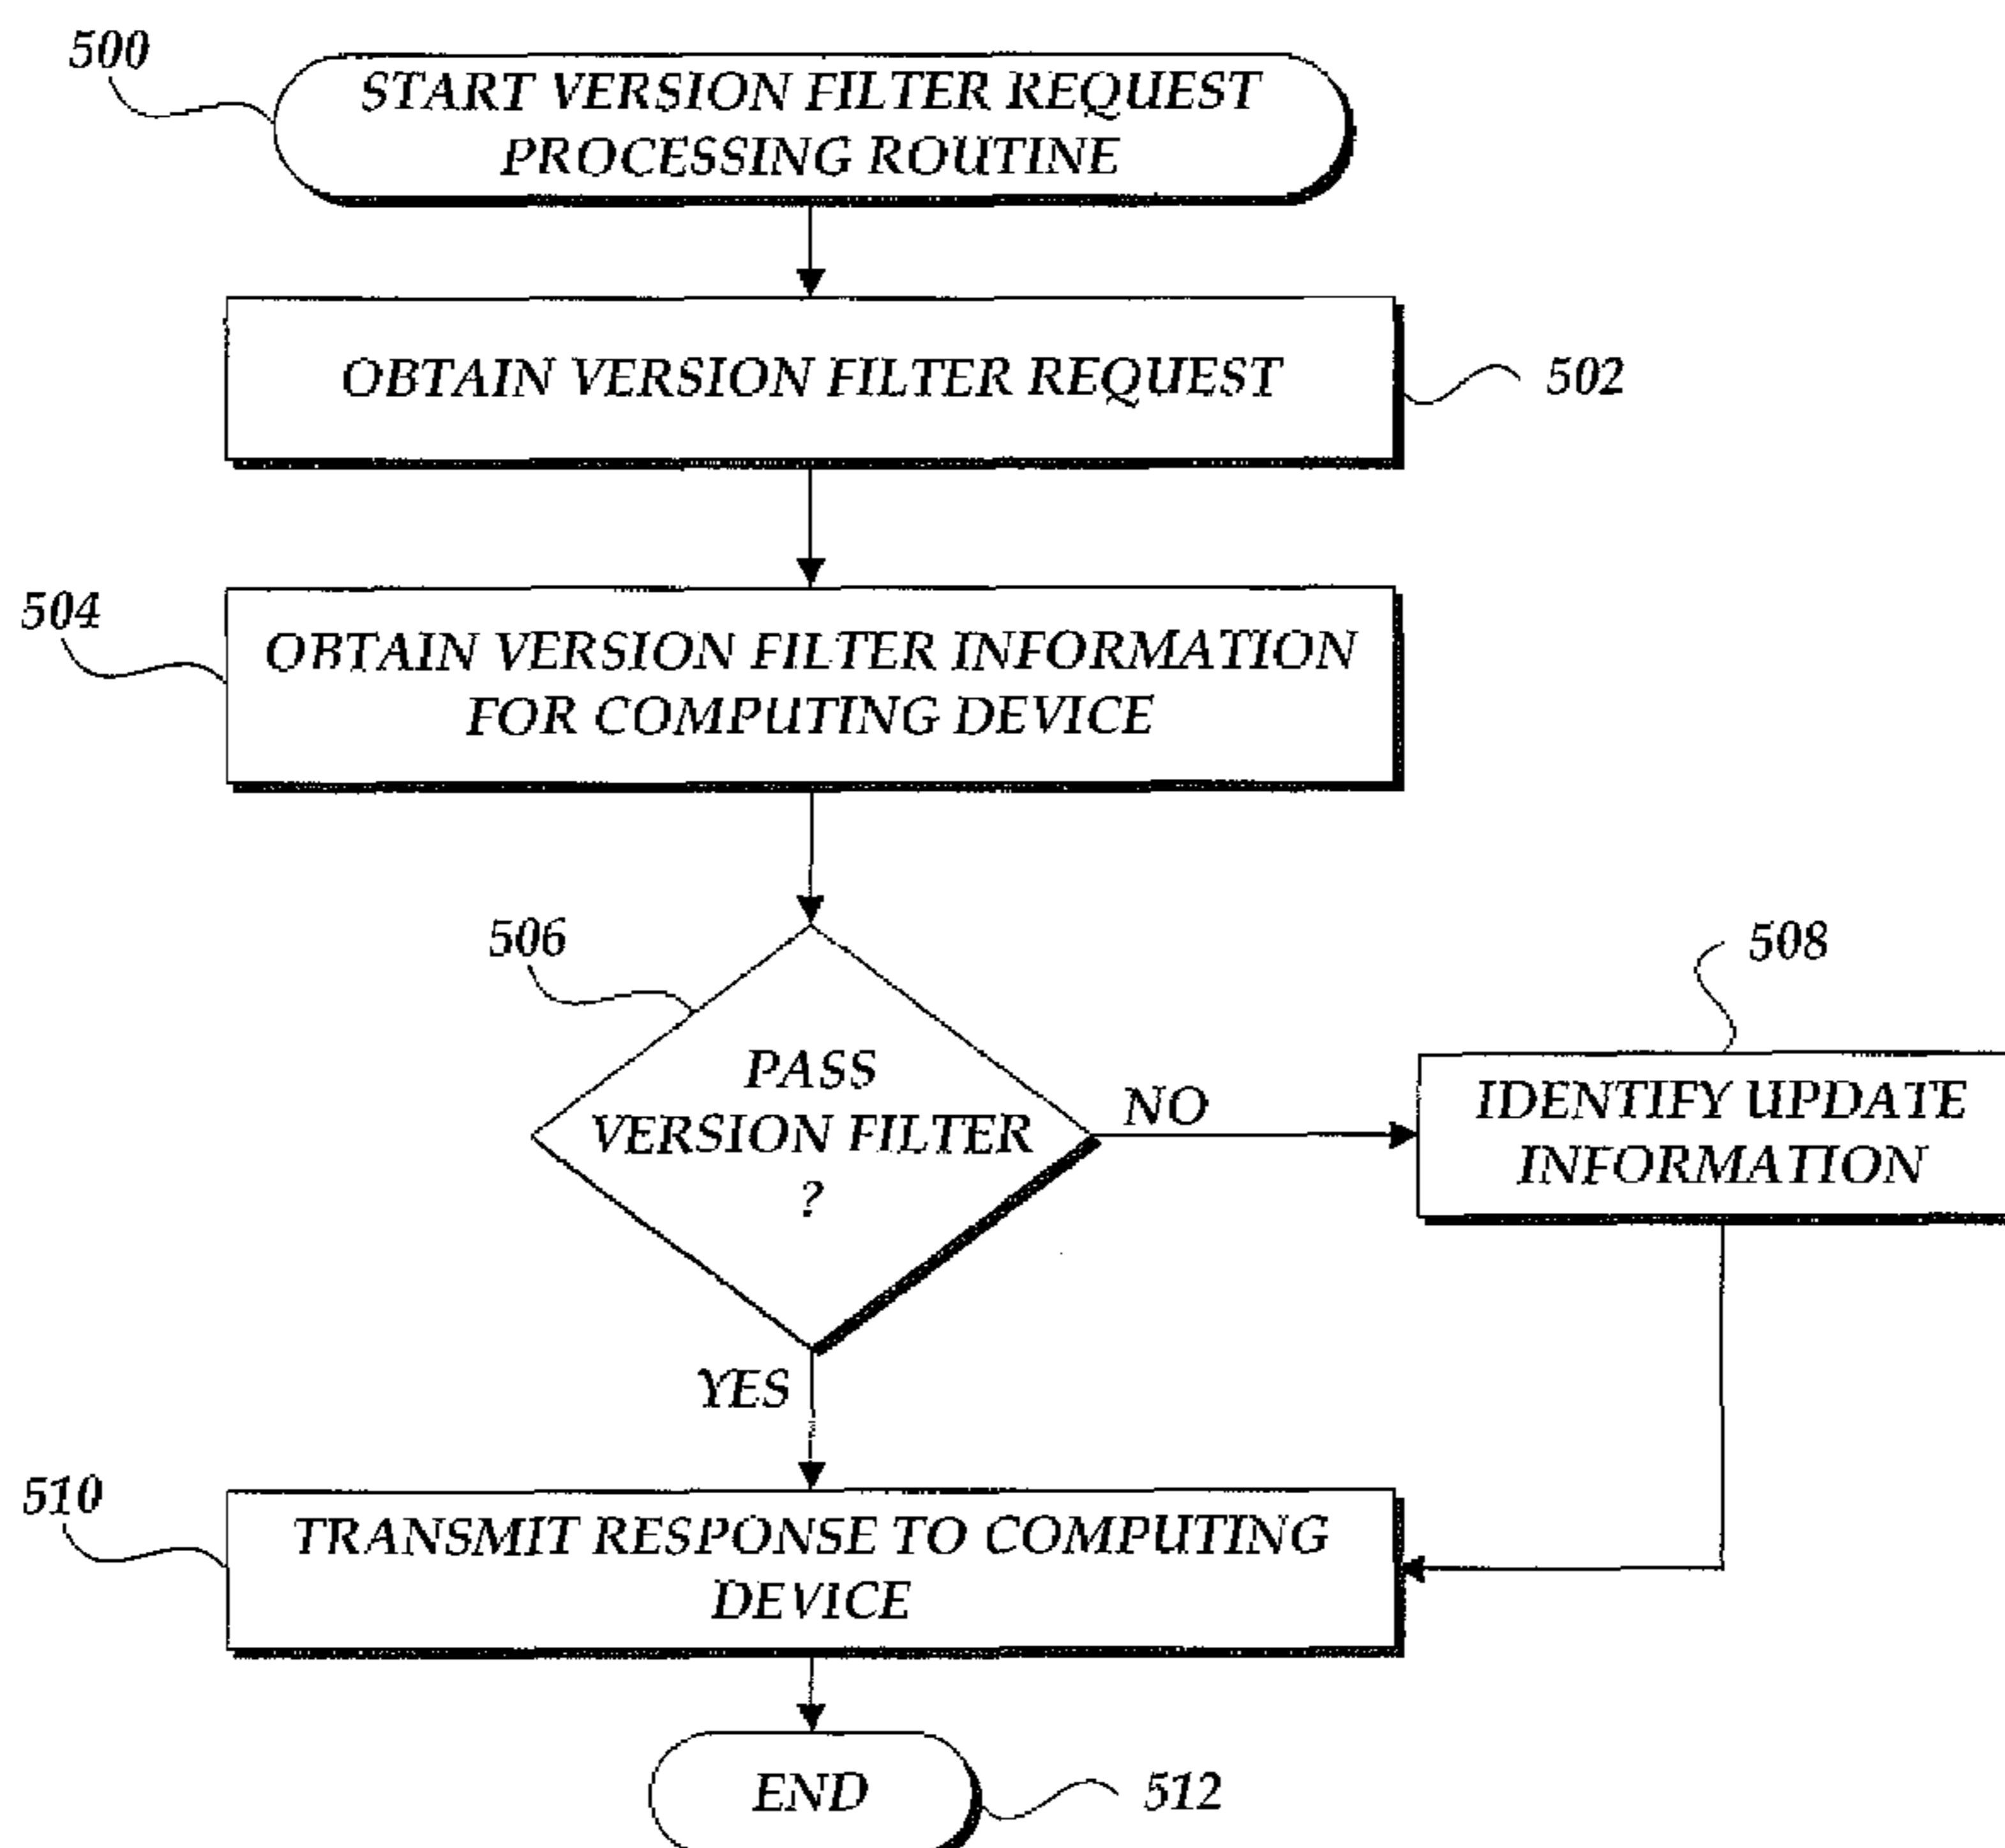 500
START VERSION FILTER REQUEST
PROCESSING ROUTINE
OBTAIN VERSION FILTER REQUEST
502
504
OBTAIN VERSION FILTER INFORMATION
FOR COMPUTING DEVICE
506
508
PASS
VERSION FILTER
?
NO
IDENTIFY UPDATE
INFORMATION
YES
510
TRANSMIT RESPONSE TO COMPUTING
DEVICE
END
512